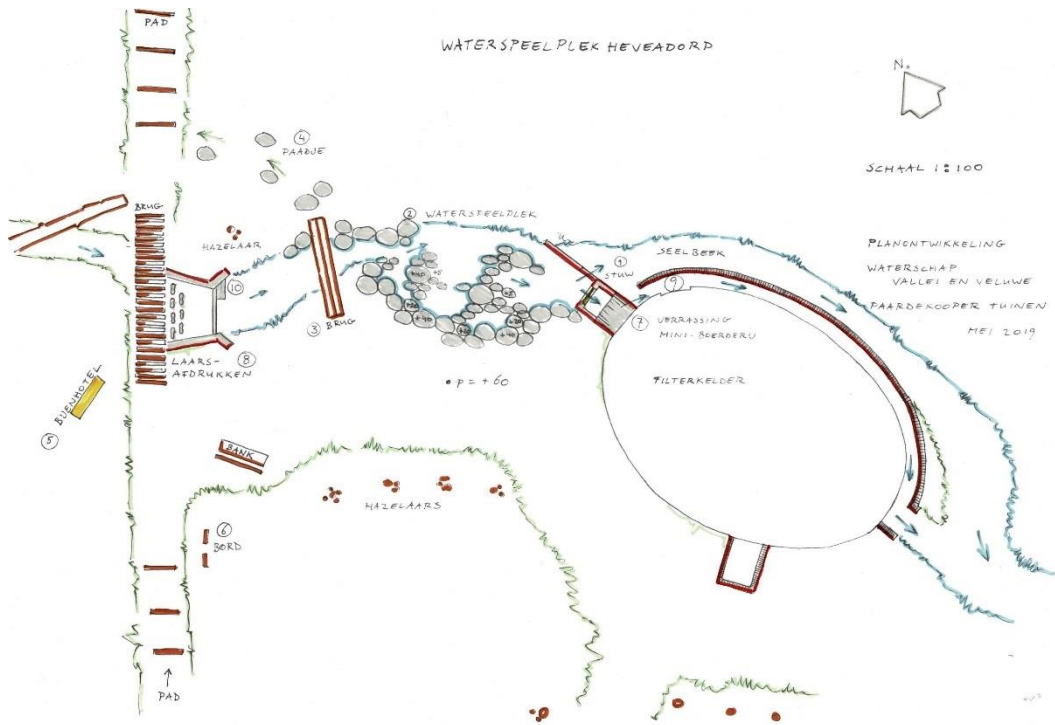 PAD
WATERSPEELPLEK HEVEADORP
N.
④
PAADJE
SCHAAL 1:100
BRUG
HAZELAAR
② WATERSPEELPLEK
①
STUW
SEELBEEK
PLANONTWIKKELING
WATERSCHAP
VALLEI EN VELUWE
PAARDEKOOPER TUINEN
MEI 2019
⑩
③ BRUG
⑨
⑦ VERRASSING
MINI-BOERDERIJ
⑧
LAARS-
AFDRUKKEN
• P = +60
FILTERKELDER
BIJENHOTEL
⑤
BANK
HAZELAARS
⑥
BORD
PAD